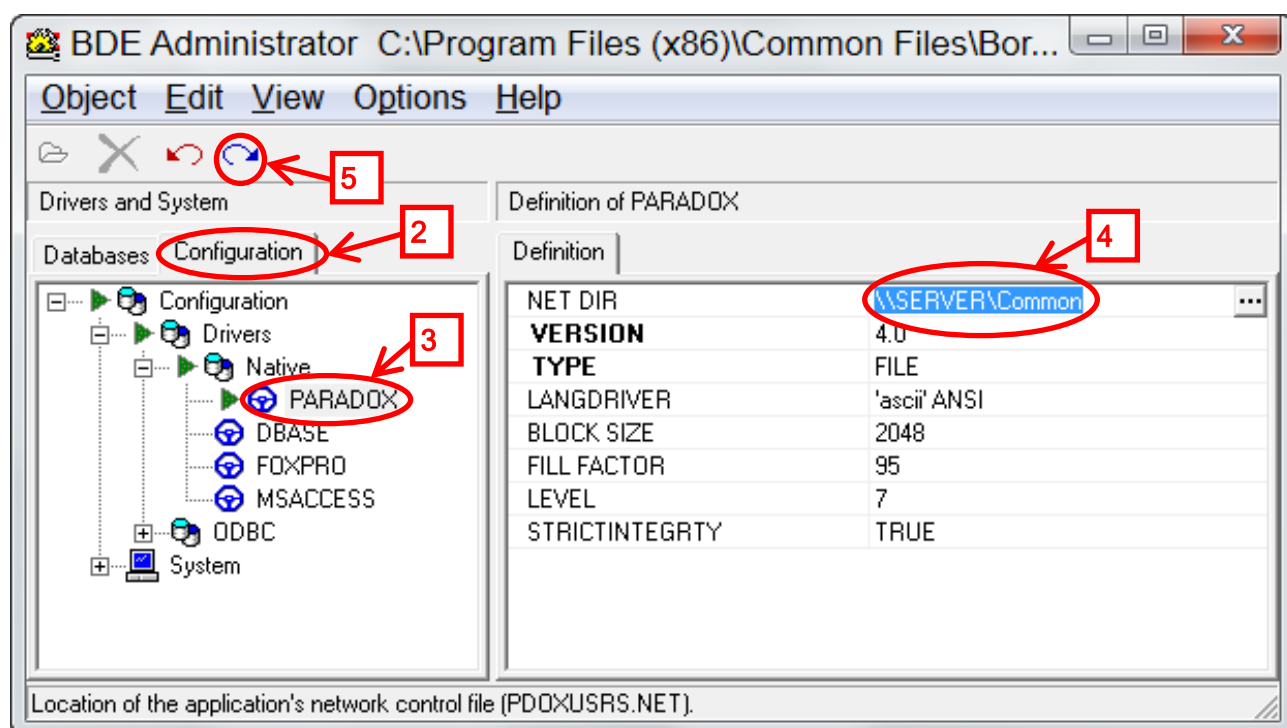 BDE Administrator C:\Program Files (x86)\Common Files\Bor...
Object Edit View Options Help
5
Drivers and System
Definition of PARADOX
Databases Configuration
2
Definition
4
Configuration
Drivers
Native
3
PARADOX
DBASE
FOXPRO
MSACCESS
ODBC
System
NET DIR \\SERVER\Common ...
VERSION 4.0
TYPE FILE
LANGDRIVER 'ascii' ANSI
BLOCK SIZE 2048
FILL FACTOR 95
LEVEL 7
STRICTINTEGRTY TRUE
Location of the application's network control file (PDOXUSRS.NET).